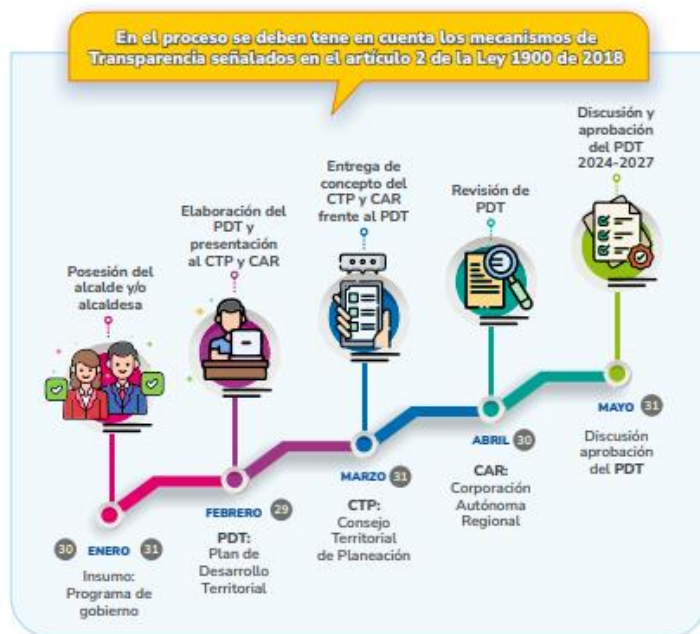 En el proceso se deben tene en cuenta los mecanismos de
Transparencia señalados en el artículo 2 de la Ley 1900 de 2018
Posesión del
alcalde y/o
alcaldesa
Elaboración del
PDT y
presentación
al CTP y CAR
Entrega de
concepto del
CTP y CAR
frente al PDT
Revisión de
PDT
Discusión y
aprobación
del PDT
2024-2027
30 ENERO 31
Insumo:
Programa de
gobierno
FEBRERO 29
PDT:
Plan de
Desarrollo
Territorial
MARZO 31
CTP:
Consejo
Territorial
de Planeación
ABRIL 30
CAR:
Corporación
Autónoma
Regional
MAYO 31
Discusión
aprobación
del PDT